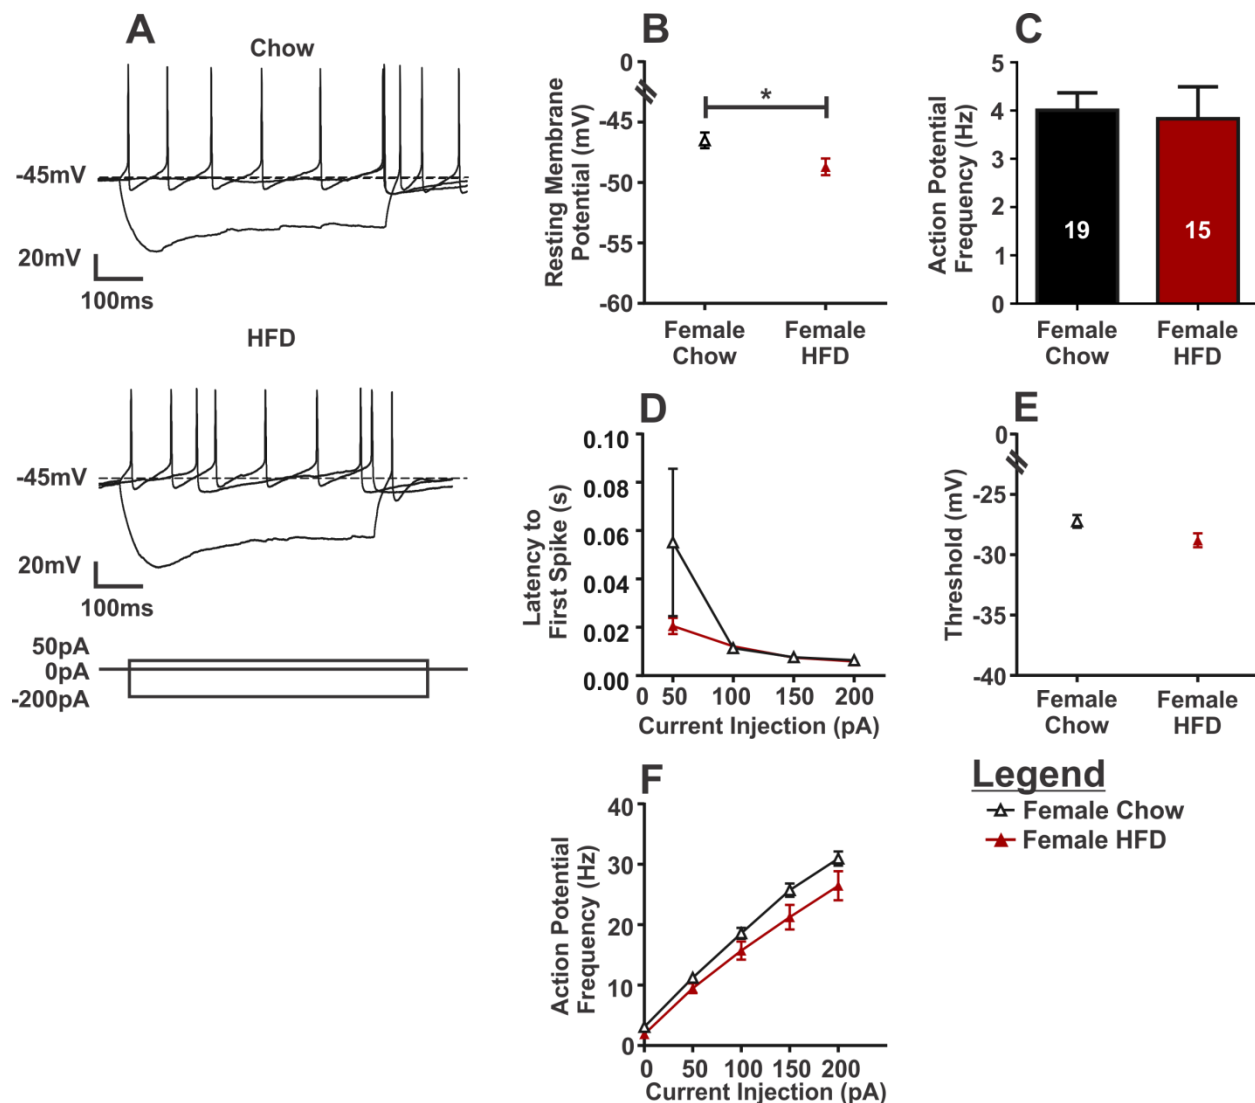 A
Chow
-45mV
20mV
100ms
HFD
-45mV
20mV
100ms
50pA
0pA
-200pA
B
Resting Membrane
Potential (mV)
0
-45
-50
-55
-60
*
Female
Chow
Female
HFD
C
Action Potential
Frequency (Hz)
5
4
3
2
1
0
19
15
Female
Chow
Female
HFD
D
Latency to
First Spike (s)
0.10
0.08
0.06
0.04
0.02
0.00
0
50
100
150
200
Current Injection (pA)
E
Threshold (mV)
0
-25
-30
-35
-40
Female
Chow
Female
HFD
F
Action Potential
Frequency (Hz)
40
30
20
10
0
0
50
100
150
200
Current Injection (pA)
Legend
Female Chow
Female HFD